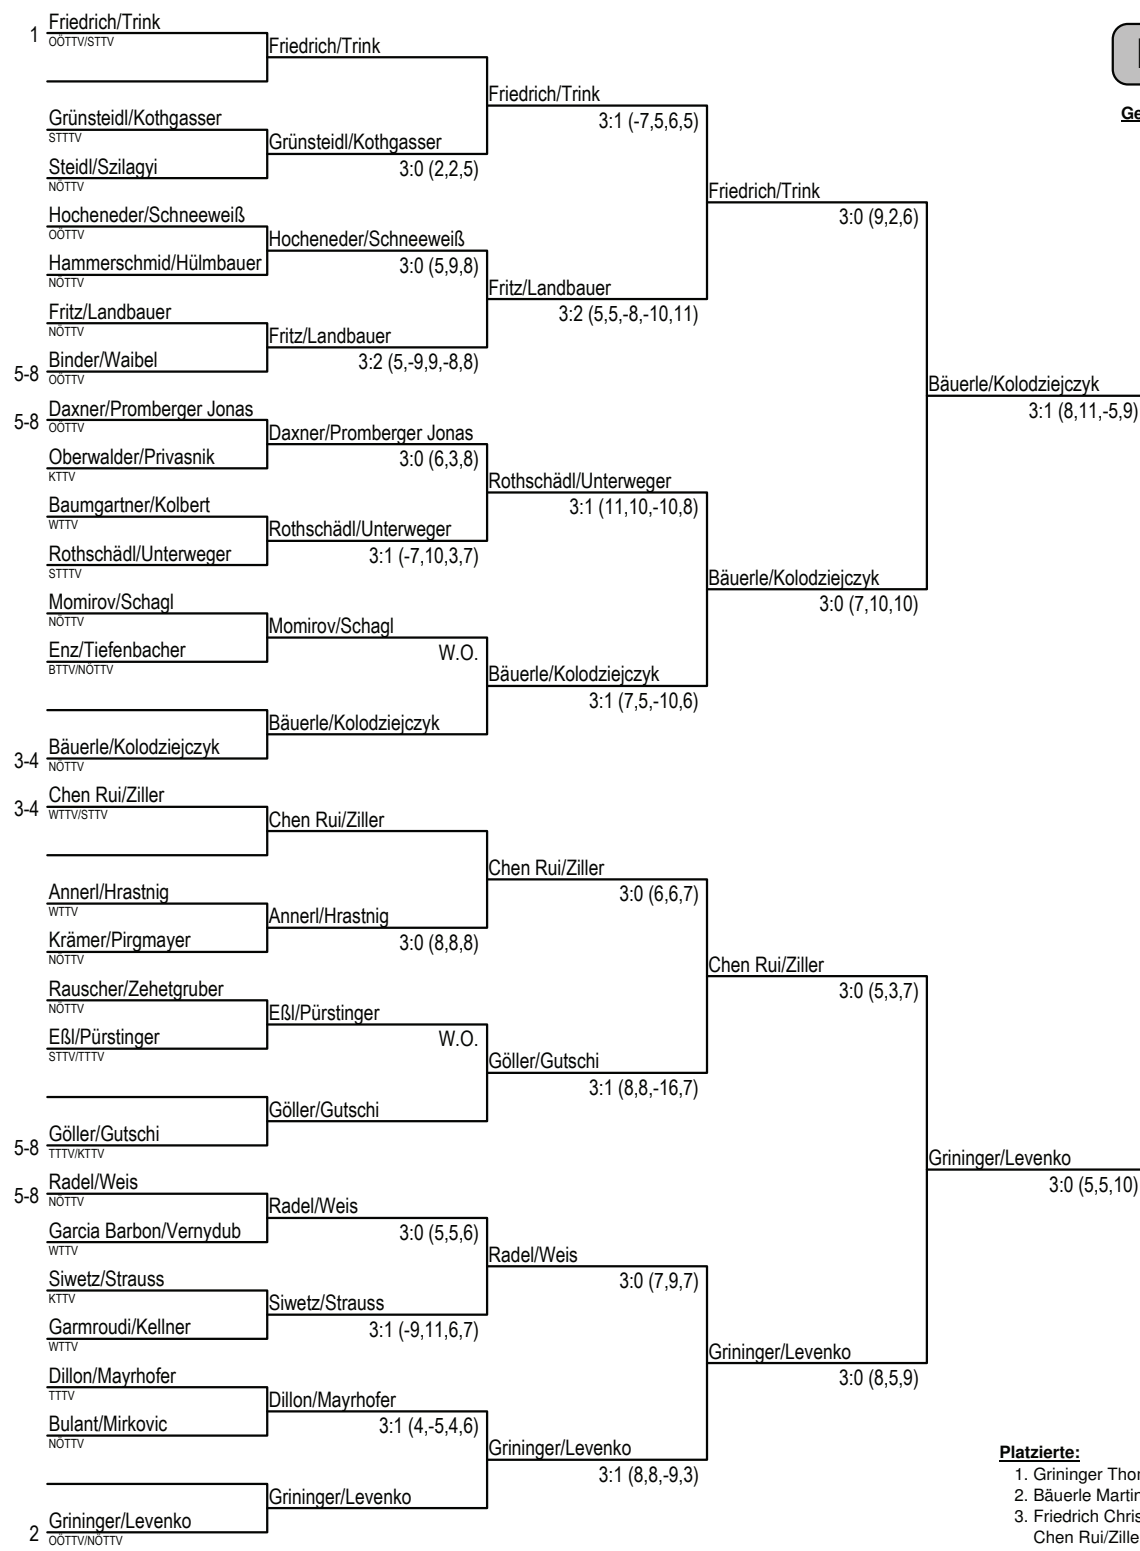 1 Friedrich/Trink
OÖTTV/STTV
Friedrich/Trink
Friedrich/Trink
3:1 (-7,5,6,5)
Grünsteidl/Kothgasser
STTTV
Grünsteidl/Kothgasser
3:0 (2,2,5)
Steidl/Szilagyi
NÖTTV
Friedrich/Trink
3:0 (9,2,6)
Hocheneder/Schneeweiß
OÖTTV
Hocheneder/Schneeweiß
3:0 (5,9,8)
Hammerschmid/Hülmbauer
NÖTTV
Fritz/Landbauer
3:2 (5,5,-8,-10,11)
Fritz/Landbauer
NÖTTV
Fritz/Landbauer
3:2 (5,-9,9,-8,8)
5-8 Binder/Waibel
OÖTTV
Bäuerle/Kolodziejczyk
3:1 (8,11,-5,9)
5-8 Daxner/Promberger Jonas
OÖTTV
Daxner/Promberger Jonas
3:0 (6,3,8)
Oberwalder/Privasnik
KTTV
Rothschädl/Unterweger
3:1 (11,10,-10,8)
Baumgartner/Kolbert
WTTV
Rothschädl/Unterweger
3:1 (-7,10,3,7)
Rothschädl/Unterweger
STTTV
Bäuerle/Kolodziejczyk
3:0 (7,10,10)
Momirov/Schagl
NÖTTV
Momirov/Schagl
W.O.
Enz/Tiefenbacher
BTTV/NÖTTV
Bäuerle/Kolodziejczyk
3:1 (7,5,-10,6)
Bäuerle/Kolodziejczyk
3-4 Bäuerle/Kolodziejczyk
NÖTTV
3-4 Chen Rui/Ziller
WTTV/STTV
Chen Rui/Ziller
Chen Rui/Ziller
3:0 (6,6,7)
Annerl/Hrastnig
WTTV
Annerl/Hrastnig
3:0 (8,8,8)
Krämer/Pirgmayer
NÖTTV
Chen Rui/Ziller
3:0 (5,3,7)
Rauscher/Zehetgruber
NÖTTV
Eßl/Pürstinger
W.O.
Eßl/Pürstinger
STTV/TTTV
Göller/Gutschi
3:1 (8,8,-16,7)
Göller/Gutschi
5-8 Göller/Gutschi
TTTV/KTTV
Grininger/Levenko
3:0 (5,5,10)
5-8 Radel/Weis
NÖTTV
Radel/Weis
3:0 (5,5,6)
Garcia Barbon/Vernydub
WTTV
Radel/Weis
3:0 (7,9,7)
Siwetz/Strauss
KTTV
Siwetz/Strauss
3:1 (-9,11,6,7)
Garmroudi/Kellner
WTTV
Grininger/Levenko
3:0 (8,5,9)
Dillon/Mayrhofer
TTTV
Dillon/Mayrhofer
3:1 (4,-5,4,6)
Bulant/Mirkovic
NÖTTV
Grininger/Levenko
3:1 (8,8,-9,3)
Grininger/Levenko
2 Grininger/Levenko
OÖTTV/NÖTTV
Platzierte:
1. Grininger
2. Bäuerle Martin
3. Friedrich
Chen